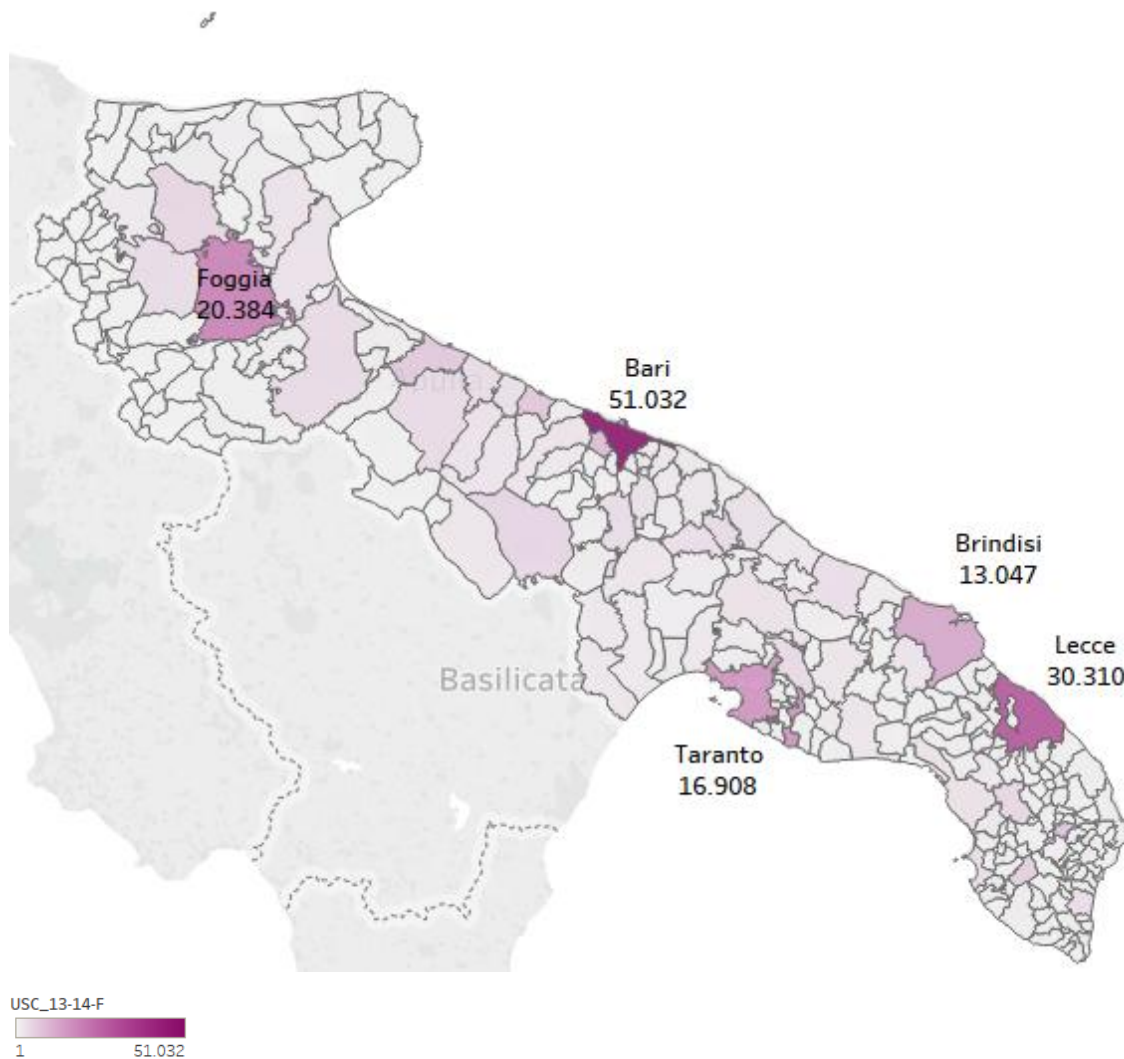 Foggia
20.384
Bari
51.032
Brindisi
13.047
Lecce
30.310
Basilicata
Taranto
16.908
USC_13-14-F
1 51.032